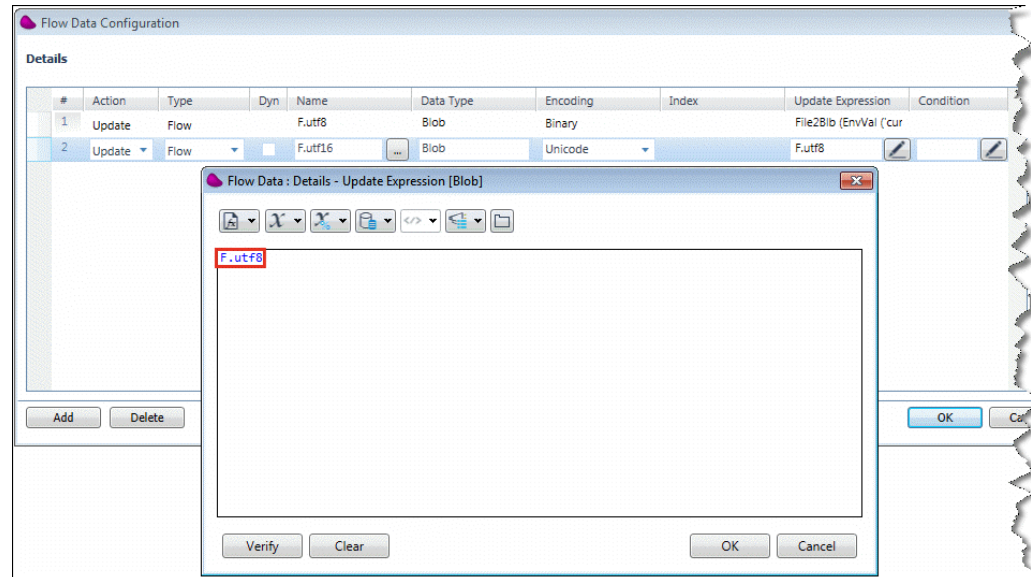 Flow Data Configuration
Details
# Action Type Dyn Name Data Type Encoding Index Update Expression Condition
1 Update Flow F.utf8 Blob Binary File2Blb (EnvVal ('cur
2 Update Flow F.utf16 ... Blob Unicode F.utf8
Flow Data : Details - Update Expression [Blob]
F.utf8
Add Delete OK
Verify Clear OK Cancel